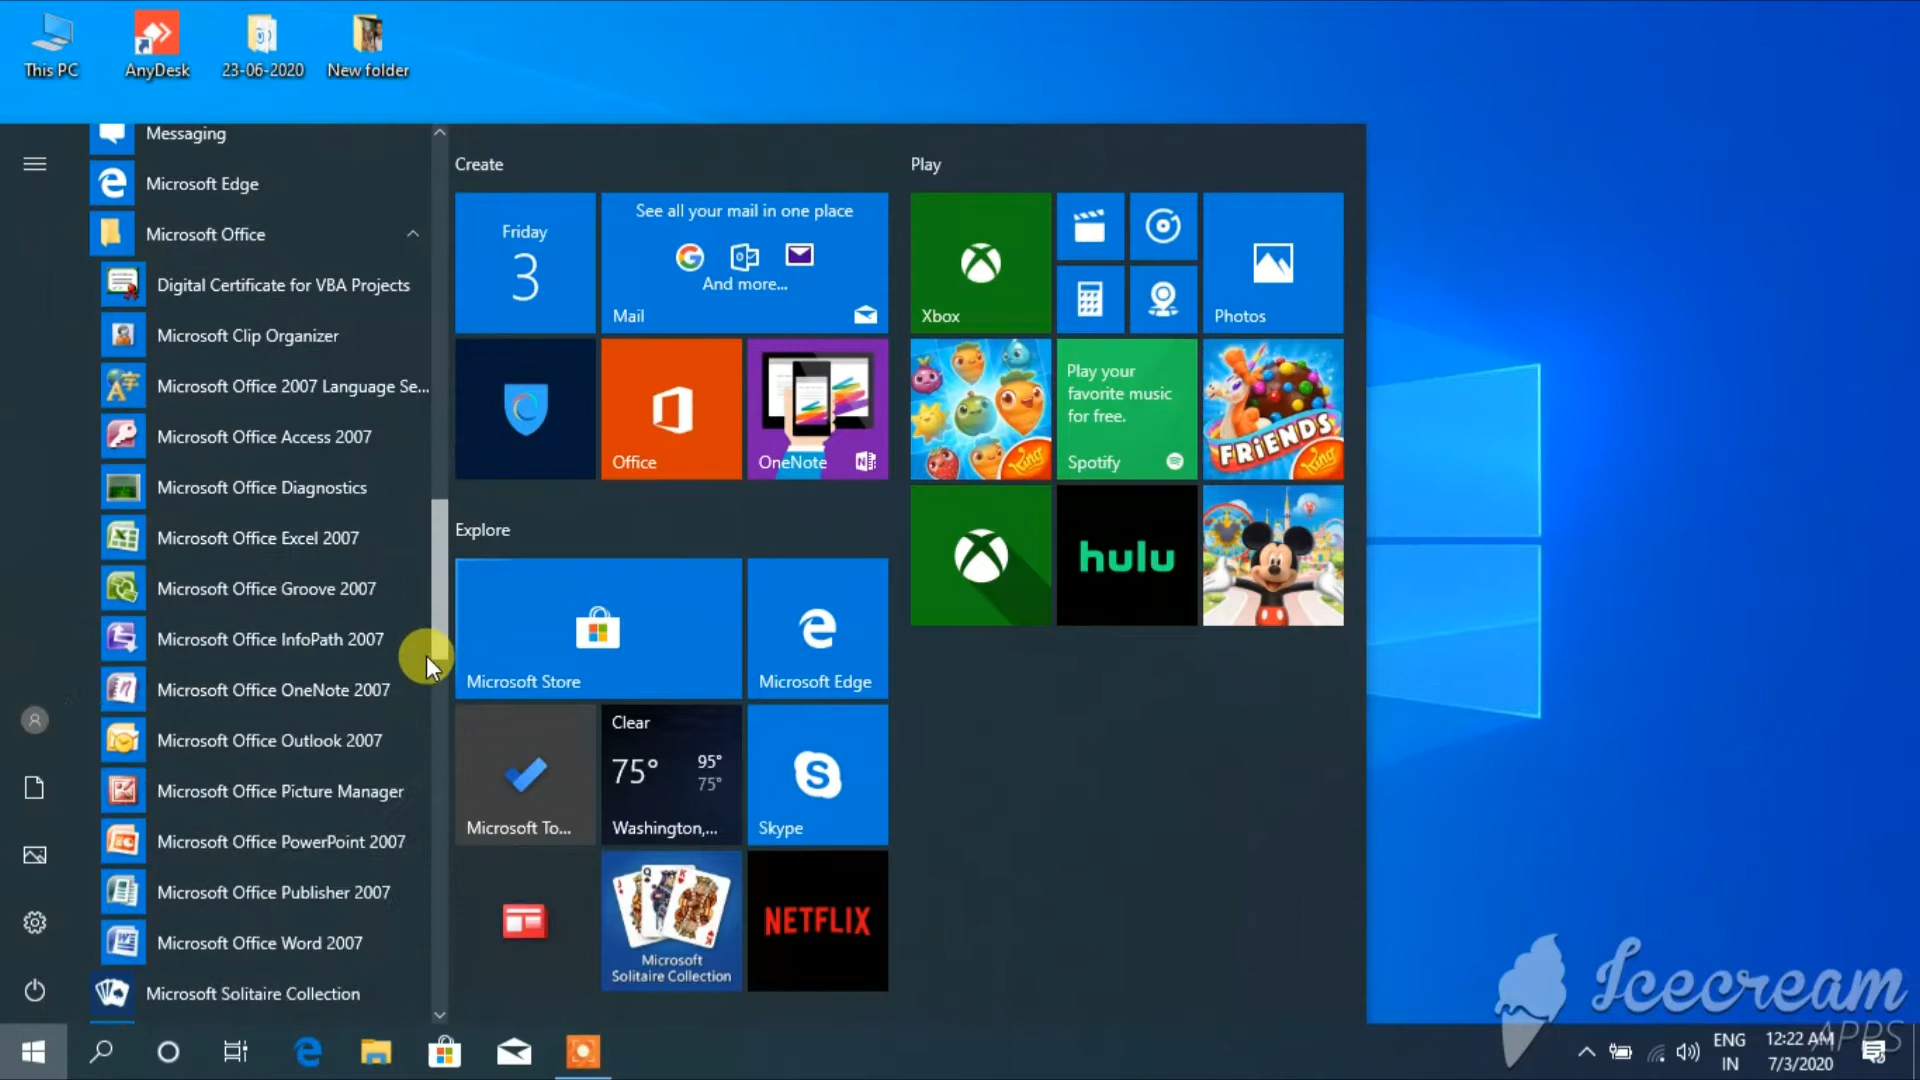 This PC
AnyDesk
23-06-2020
New folder
Messaging
Microsoft Edge
Microsoft Office
Digital Certificate for VBA Projects
Microsoft Clip Organizer
Microsoft Office 2007 Language Se...
Microsoft Office Access 2007
Microsoft Office Diagnostics
Microsoft Office Excel 2007
Microsoft Office Groove 2007
Microsoft Office InfoPath 2007
Microsoft Office OneNote 2007
Microsoft Office Outlook 2007
Microsoft Office Picture Manager
Microsoft Office PowerPoint 2007
Microsoft Office Publisher 2007
Microsoft Office Word 2007
Microsoft Solitaire Collection
Create
Friday
3
See all your mail in one place
And more...
Mail
Office
OneNote
Explore
Microsoft Store
Microsoft Edge
Microsoft To...
Clear
75° 95°
75°
Washington,...
Skype
Microsoft
Solitaire Collection
NETFLIX
Play
Xbox
Photos
King
Play your
favorite music
for free.
Spotify
FRIENDS
King
hulu
Icecream
APPS
ENG
IN
12:22 AM
7/3/2020